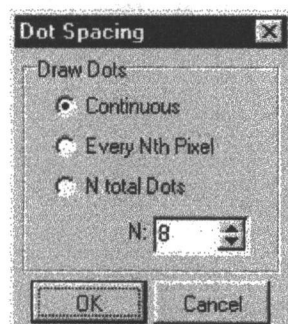 Dot Spacing
Draw Dots
Continuous
Every Nth Pixel
N total Dots
N: 8
OK Cancel